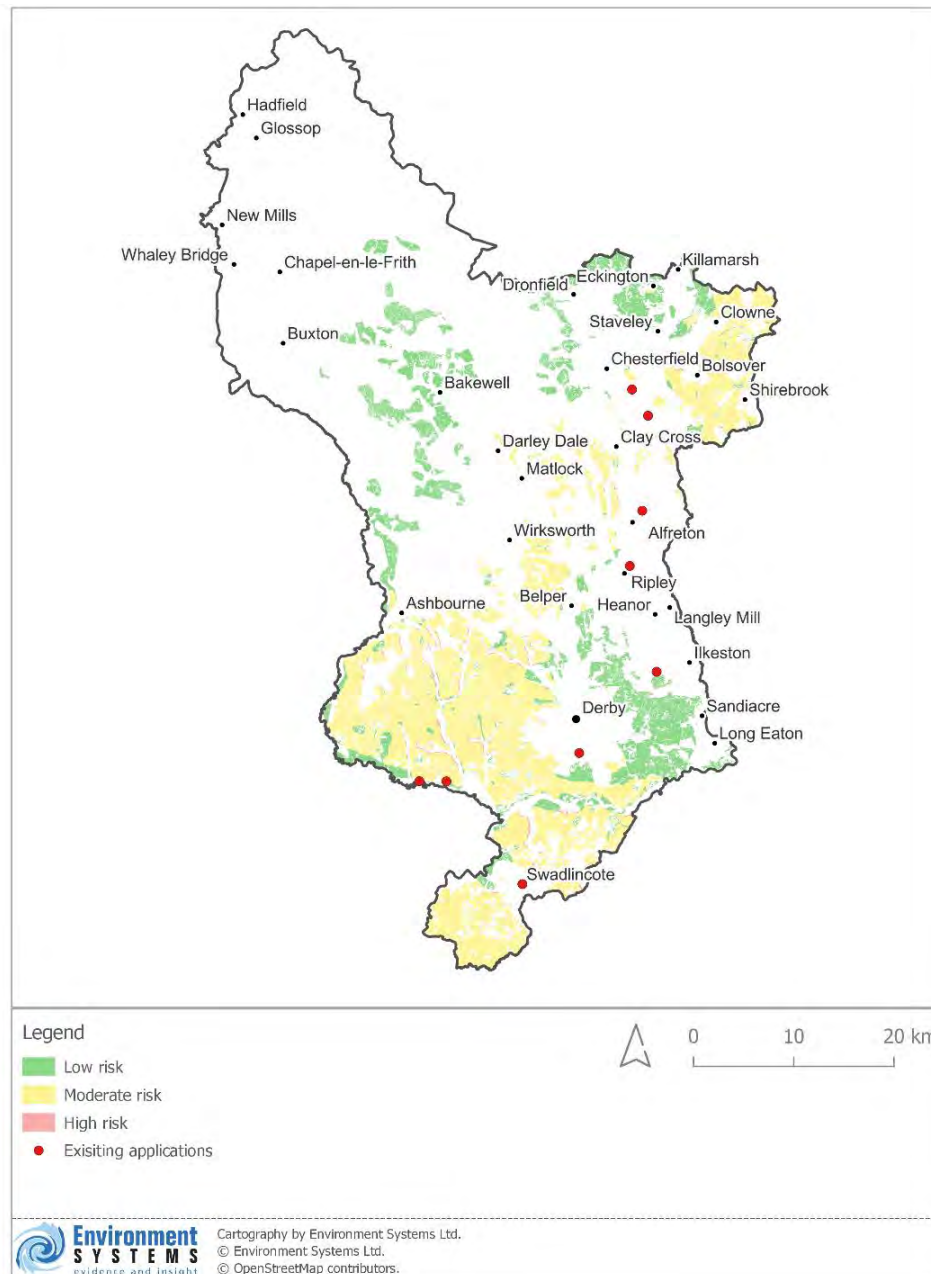 Hadfield
Glossop
New Mills
Whaley Bridge
Chapel-en-le-Frith
Killamarsh
Eckington
Dronfield
Clowne
Staveley
Buxton
Chesterfield
Bolsover
Bakewell
Shirebrook
Darley Dale
Clay Cross
Matlock
Wirksworth
Alfreton
Ripley
Belper
Heanor
Langley Mill
Ashbourne
Ilkeston
Derby
Sandiacre
Long Eaton
Swadlincote
Legend
Low risk
Moderate risk
High risk
Exisiting applications
0 10 20 km
Environment
SYSTEMS
evidence and insight
Cartography by Environment Systems Ltd.
© Environment Systems Ltd.
© OpenStreetMap contributors.